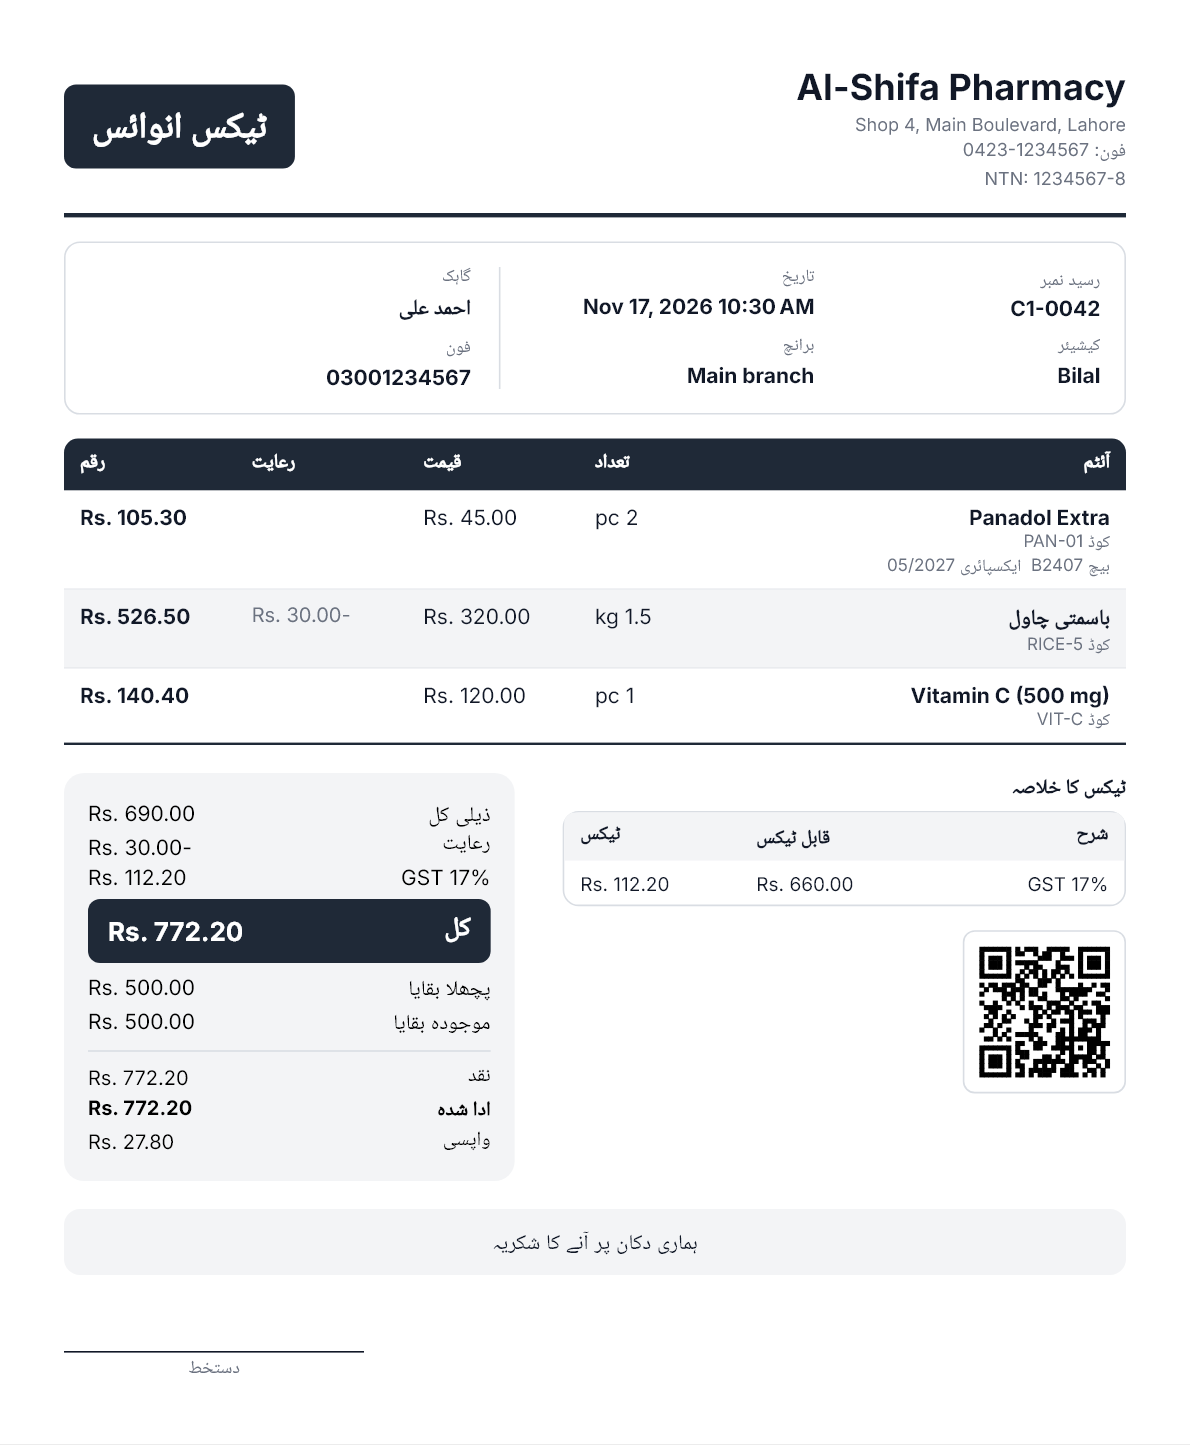 Al-Shifa Pharmacy
Shop 4, Main Boulevard, Lahore
فون: 0423-1234567
NTN: 1234567-8
ٹیکس انوائس
رسید نمبر
C1-0042
تاریخ
Nov 17, 2026 10:30 AM
گاہک
احمد علی
کیشیئر
Bilal
برانچ
Main branch
فون
03001234567
آئٹم تعداد قیمت رعایت رقم
Panadol Extra 2 pc Rs. 45.00 Rs. 105.30
کوڈ PAN-01
بیچ B2407 ایکسپائری 05/2027
باسمتی چاول 1.5 kg Rs. 320.00 -Rs. 30.00 Rs. 526.50
کوڈ RICE-5
Vitamin C (500 mg) 1 pc Rs. 120.00 Rs. 140.40
کوڈ VIT-C
ٹیکس کا خلاصہ
شرح قابل ٹیکس ٹیکس
GST 17% Rs. 660.00 Rs. 112.20
ذیلی کل Rs. 690.00
رعایت -Rs. 30.00
GST 17% Rs. 112.20
کل Rs. 772.20
پچھلا بقایا Rs. 500.00
موجودہ بقایا Rs. 500.00
نقد Rs. 772.20
ادا شدہ Rs. 772.20
واپسی Rs. 27.80
ہماری دکان پر آنے کا شکریہ
دستخط